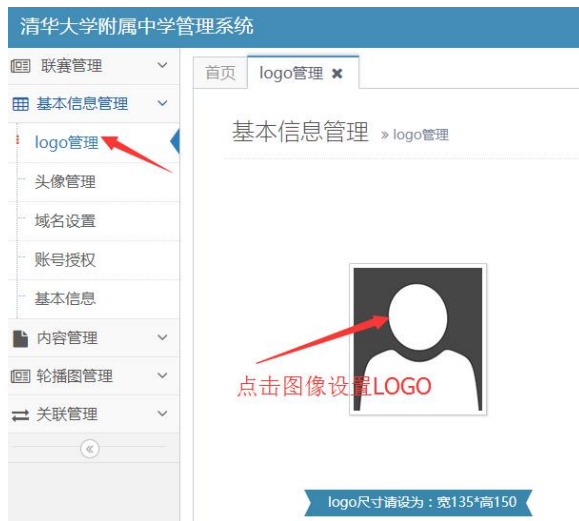 清华大学附属中学管理系统
联赛管理
基本信息管理
logo管理
头像管理
域名设置
账号授权
基本信息
内容管理
轮播图管理
关联管理
首页 logo管理 ✖
基本信息管理 » logo管理
点击图像设置LOGO
logo尺寸请设为：宽135*高150